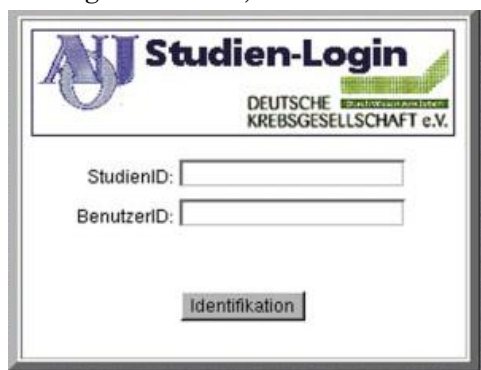 Studien-Login
DEUTSCHE
KREBSGESELLSCHAFT e.V.
StudienID:
BenutzerID:
Identifikation